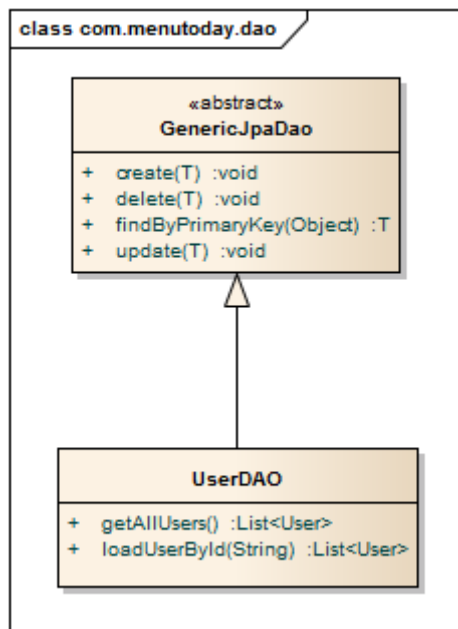 class com.menutoday.dao
«abstract»
GenericJpaDao
+ create(T) :void
+ delete(T) :void
+ findByPrimaryKey(Object) :T
+ update(T) :void
UserDAO
+ getAllUsers() :List<User>
+ loadUserById(String) :List<User>